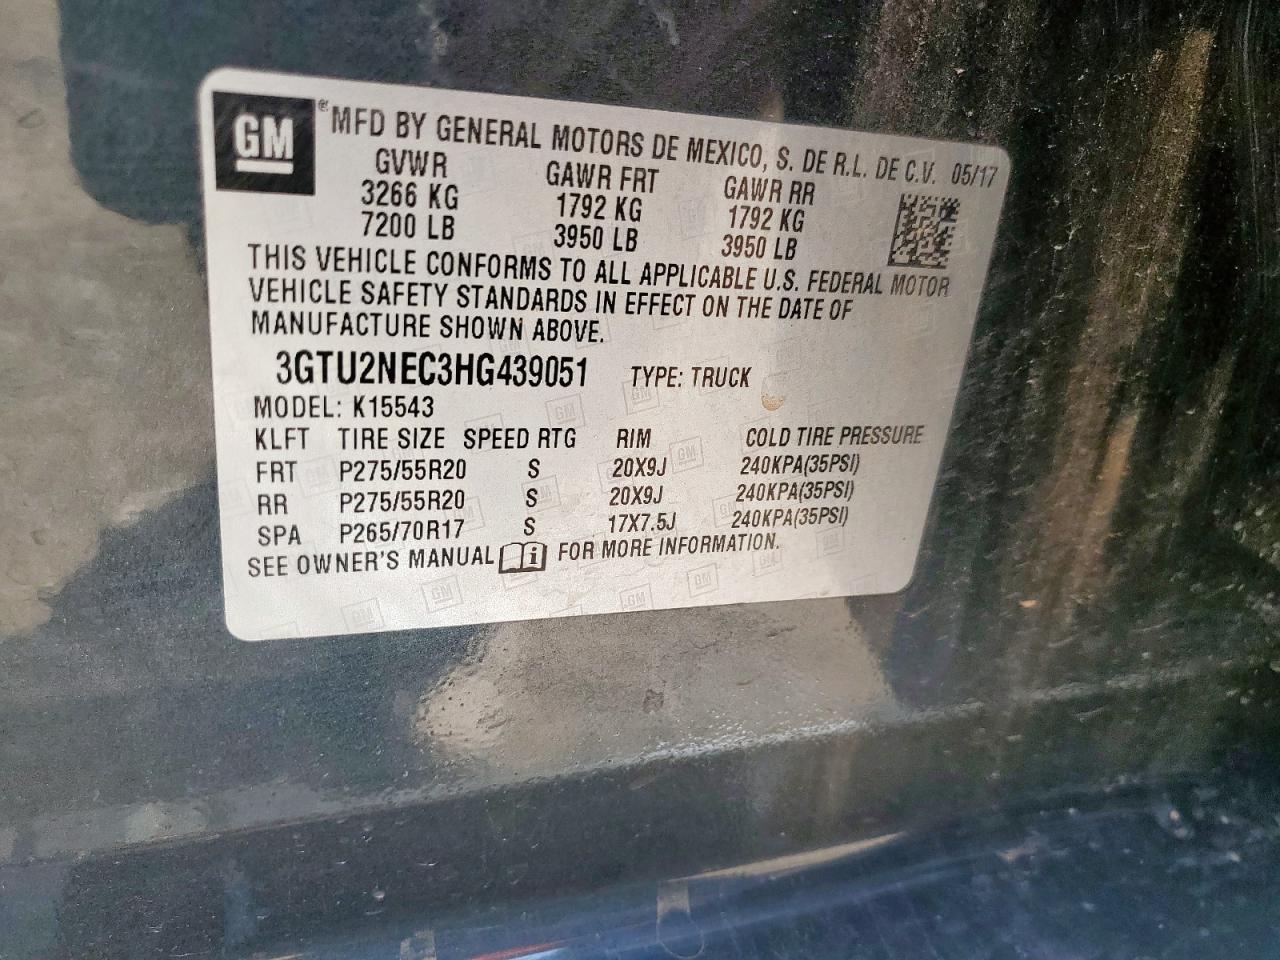 GM
® MFD BY GENERAL MOTORS DE MEXICO, S. DE R.L. DE C.V. 05/17
GVWR GAWR FRT GAWR RR
3266 KG 1792 KG 1792 KG
7200 LB 3950 LB 3950 LB
THIS VEHICLE CONFORMS TO ALL APPLICABLE U.S. FEDERAL MOTOR
VEHICLE SAFETY STANDARDS IN EFFECT ON THE DATE OF
MANUFACTURE SHOWN ABOVE.
3GTU2NEC3HG439051 TYPE: TRUCK
MODEL: K15543
KLFT TIRE SIZE SPEED RTG RIM COLD TIRE PRESSURE
FRT P275/55R20 S 20X9J 240KPA(35PSI)
RR P275/55R20 S 20X9J 240KPA(35PSI)
SPA P265/70R17 S 17X7.5J 240KPA(35PSI)
SEE OWNER'S MANUAL i FOR MORE INFORMATION.